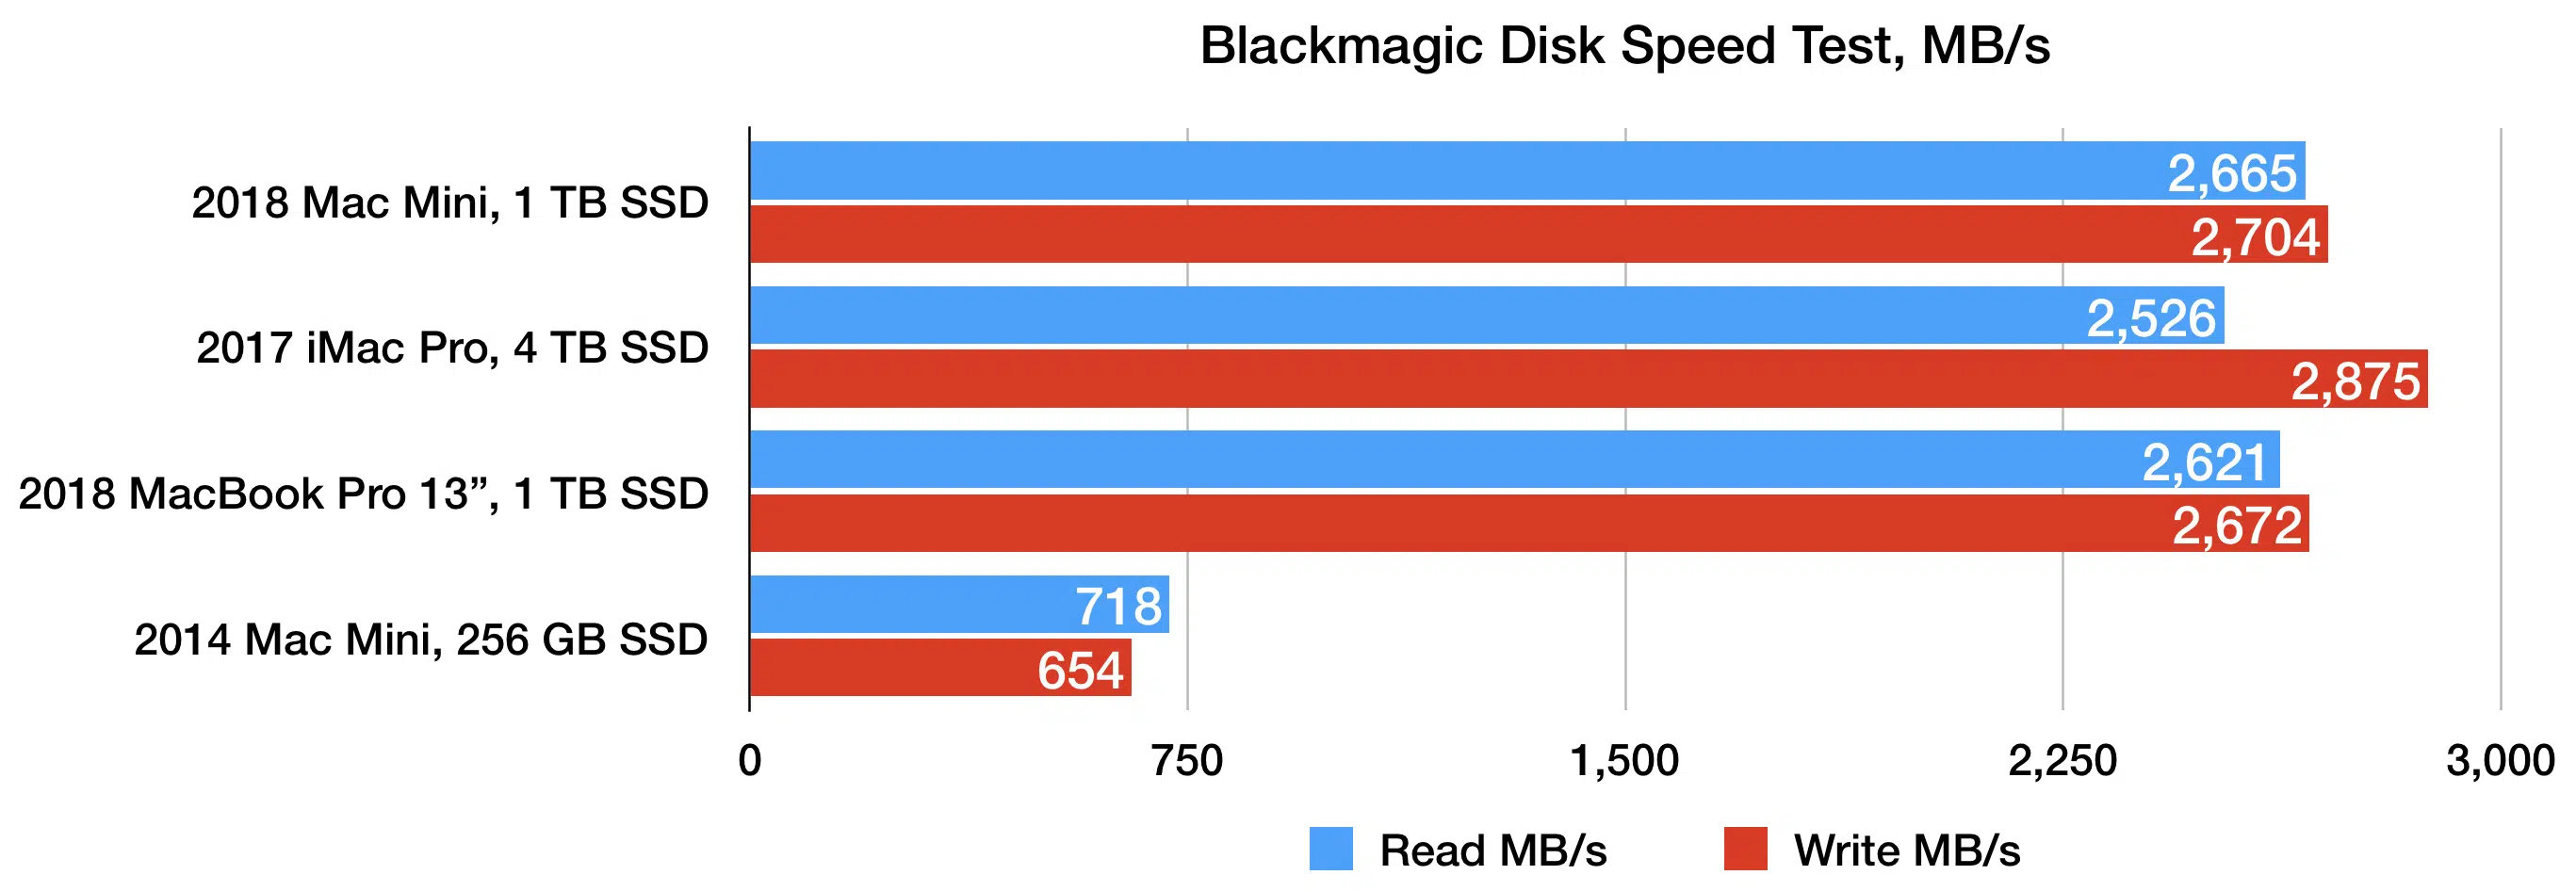 Blackmagic Disk Speed Test, MB/s
2018 Mac Mini, 1 TB SSD
2,665
2,704
2017 iMac Pro, 4 TB SSD
2,526
2,875
2018 MacBook Pro 13”, 1 TB SSD
2,621
2,672
2014 Mac Mini, 256 GB SSD
718
654
0 750 1,500 2,250 3,000
Read MB/s Write MB/s